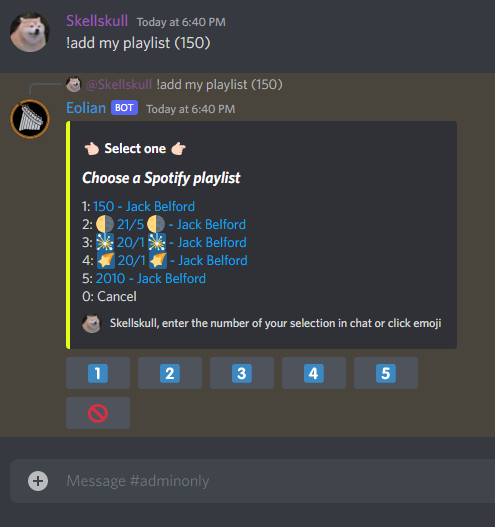 Skellskull Today at 6:40 PM
!add my playlist (150)
@Skellskull !add my playlist (150)
Eolian BOT Today at 6:40 PM
👈🏻 Select one 👉🏻
Choose a Spotify playlist
1: 150 - Jack Belford
2: 🌗 21/5 🌗 - Jack Belford
3: 🎇 20/1 🎇 - Jack Belford
4: 🌠 20/1 🌠 - Jack Belford
5: 2010 - Jack Belford
0: Cancel
Skellskull, enter the number of your selection in chat or click emoji
1 2 3 4 5
Message #adminonly